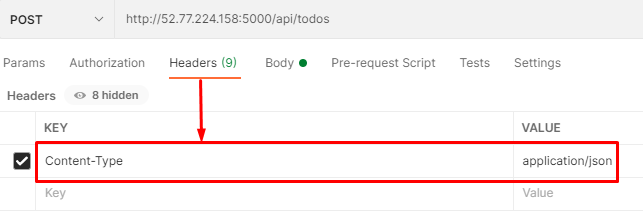 POST http://52.77.224.158:5000/api/todos
Params Authorization Headers (9) Body Pre-request Script Tests Settings
Headers 8 hidden
KEY VALUE
Content-Type application/json
Key Value